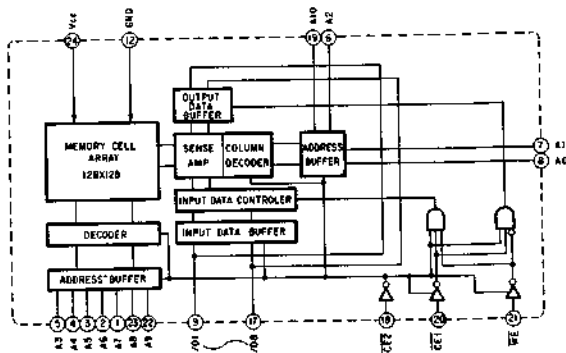 Vcc GND A10 A2
24 12 19 6
OUTPUT
DATA
BUFFER
MEMORY CELL
ARRAY
128X128
SENSE
AMP
COLUMN
DECODER
ADDRESS
BUFFER
7 A1
8 A0
INPUT DATA CONTROLER
DECODER
INPUT DATA BUFFER
ADDRESS BUFFER
5 4 3 2 1 23 22 9 17 18 20 21
A3 A4 A5 A6 A7 A8 A9 I/O1 I/O8 CE2 CE1 WE